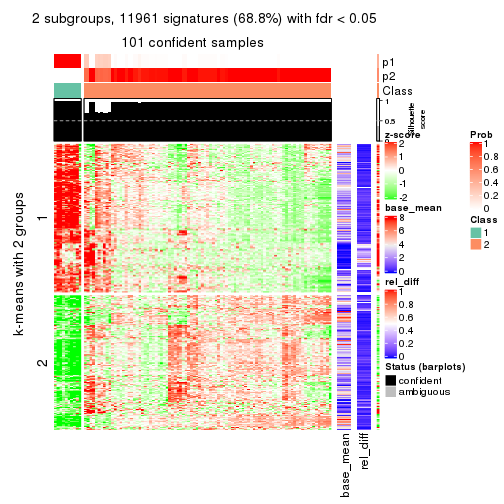 2 subgroups, 11961 signatures (68.8%) with fdr < 0.05
101 confident samples
p1
p2
Class
1
0.5
0
Silhouette
score
k-means with 2 groups
1
2
base_mean
rel_diff
z-score
2
1
0
-1
-2
base_mean
8
6
4
2
0
rel_diff
1
0.8
0.6
0.4
0.2
0
Status (barplots)
confident
ambiguous
Prob
1
0.8
0.6
0.4
0.2
0
Class
1
2